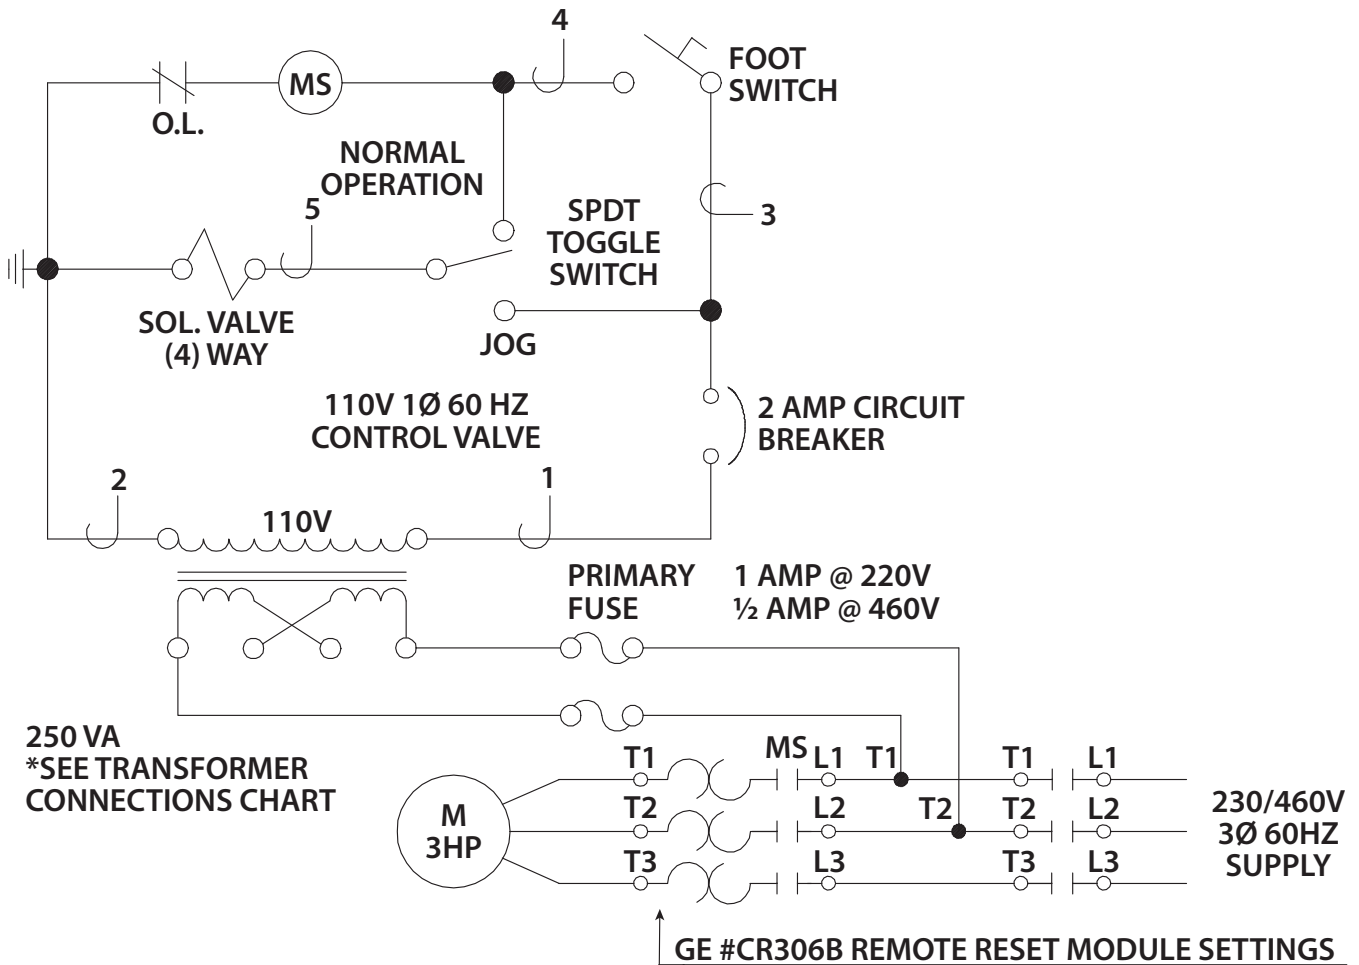 4
FOOT
SWITCH
MS
O.L.
NORMAL
OPERATION
5
SPDT
TOGGLE
SWITCH
3
SOL. VALVE
(4) WAY
JOG
110V 1Ø 60 HZ
CONTROL VALVE
2 AMP CIRCUIT
BREAKER
2
1
110V
PRIMARY
FUSE
1 AMP @ 220V
½ AMP @ 460V
250 VA
*SEE TRANSFORMER
CONNECTIONS CHART
M
3HP
T1 MS L1 T1 T1 L1
T2 L2 T2 T2 L2
T3 L3 T3 L3
230/460V
3Ø 60HZ
SUPPLY
GE #CR306B REMOTE RESET MODULE SETTINGS